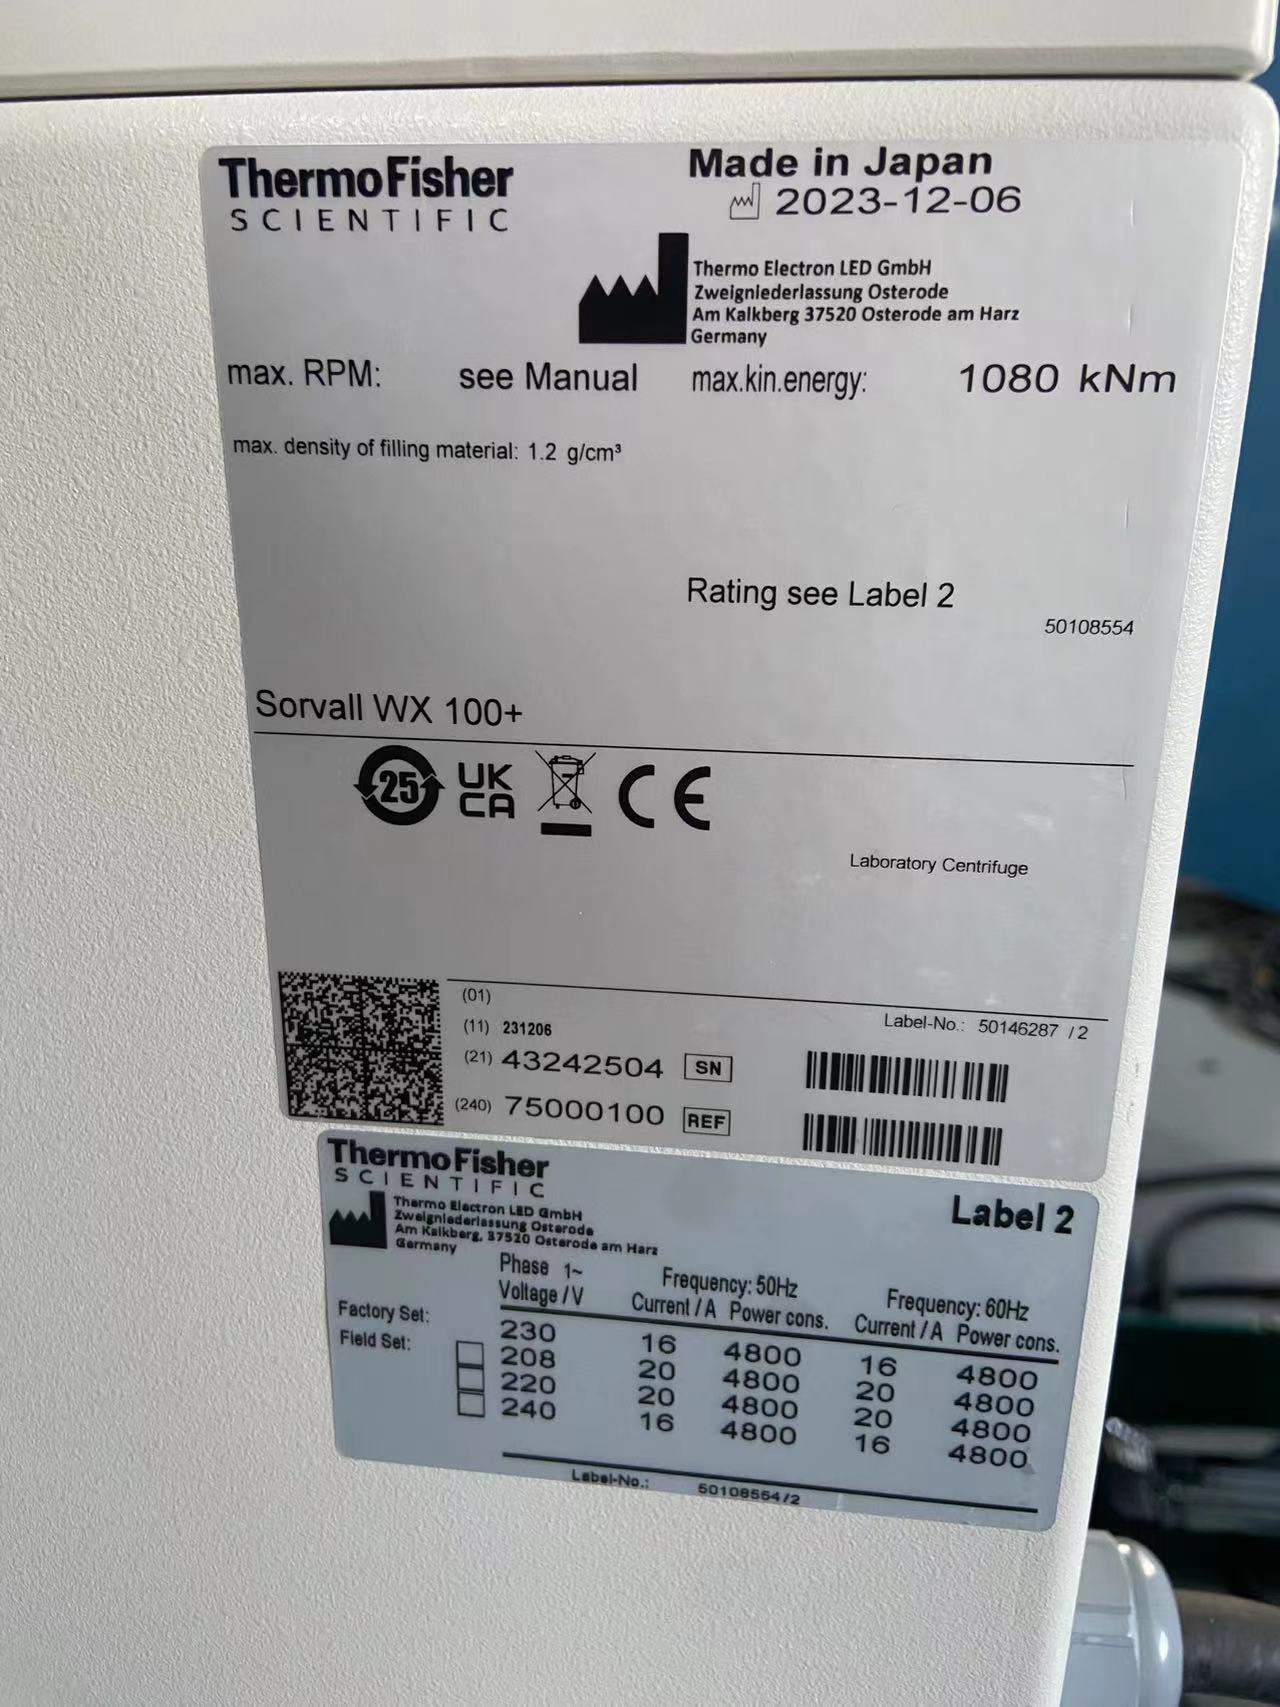 ThermoFisher
SCIENTIFIC
Made in Japan
2023-12-06
Thermo Electron LED GmbH
Zweigniederlassung Osterode
Am Kalkberg 37520 Osterode am Harz
Germany
max. RPM: see Manual max.kin.energy: 1080 kNm
max. density of filling material: 1.2 g/cm³
Rating see Label 2
50108554
Sorvall WX 100+
25 UK CA CE
Laboratory Centrifuge
(01)
(11) 231206
Label-No.: 50146287 /2
(21) 43242504 SN
(240) 75000100 REF
ThermoFisher
SCIENTIFIC
Label 2
Thermo Electron LED GmbH
Zweigniederlassung Osterode
Am Kalkberg, 37520 Osterode am Harz
Germany
Phase 1~ Frequency: 50Hz Frequency: 60Hz
Voltage / V Current / A Power cons. Current / A Power cons.
Factory Set: 230 16 4800 16 4800
Field Set: 208 20 4800 20 4800
220 20 4800 20 4800
240 16 4800 16 4800
Label-No.: 50108554/2